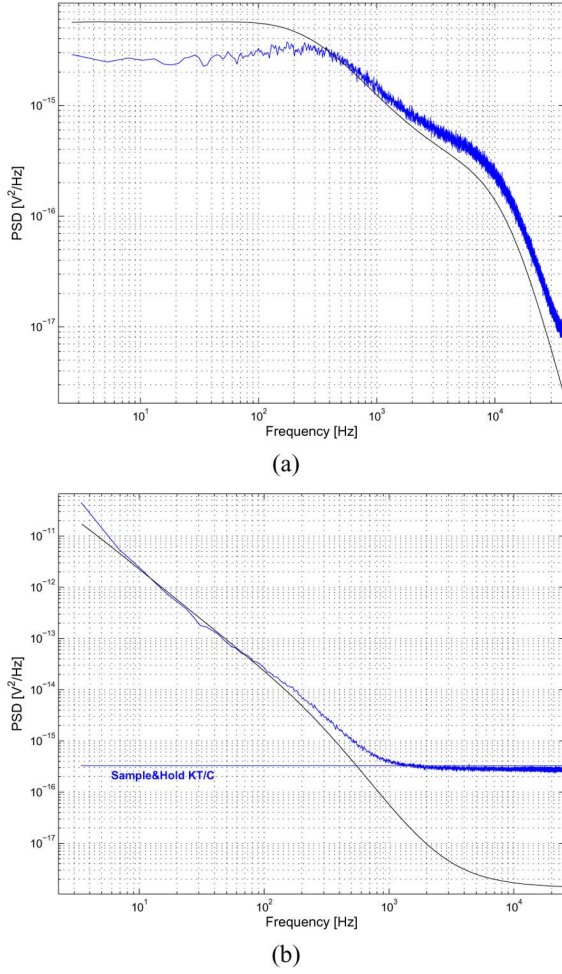 10⁻¹⁵
10⁻¹⁶
10⁻¹⁷
PSD [V²/Hz]
10¹ 10² 10³ 10⁴
Frequency [Hz]
(a)
10⁻¹¹
10⁻¹²
10⁻¹³
10⁻¹⁴
10⁻¹⁵
10⁻¹⁶
10⁻¹⁷
PSD [V²/Hz]
Sample&Hold KT/C
10¹ 10² 10³ 10⁴
Frequency [Hz]
(b)